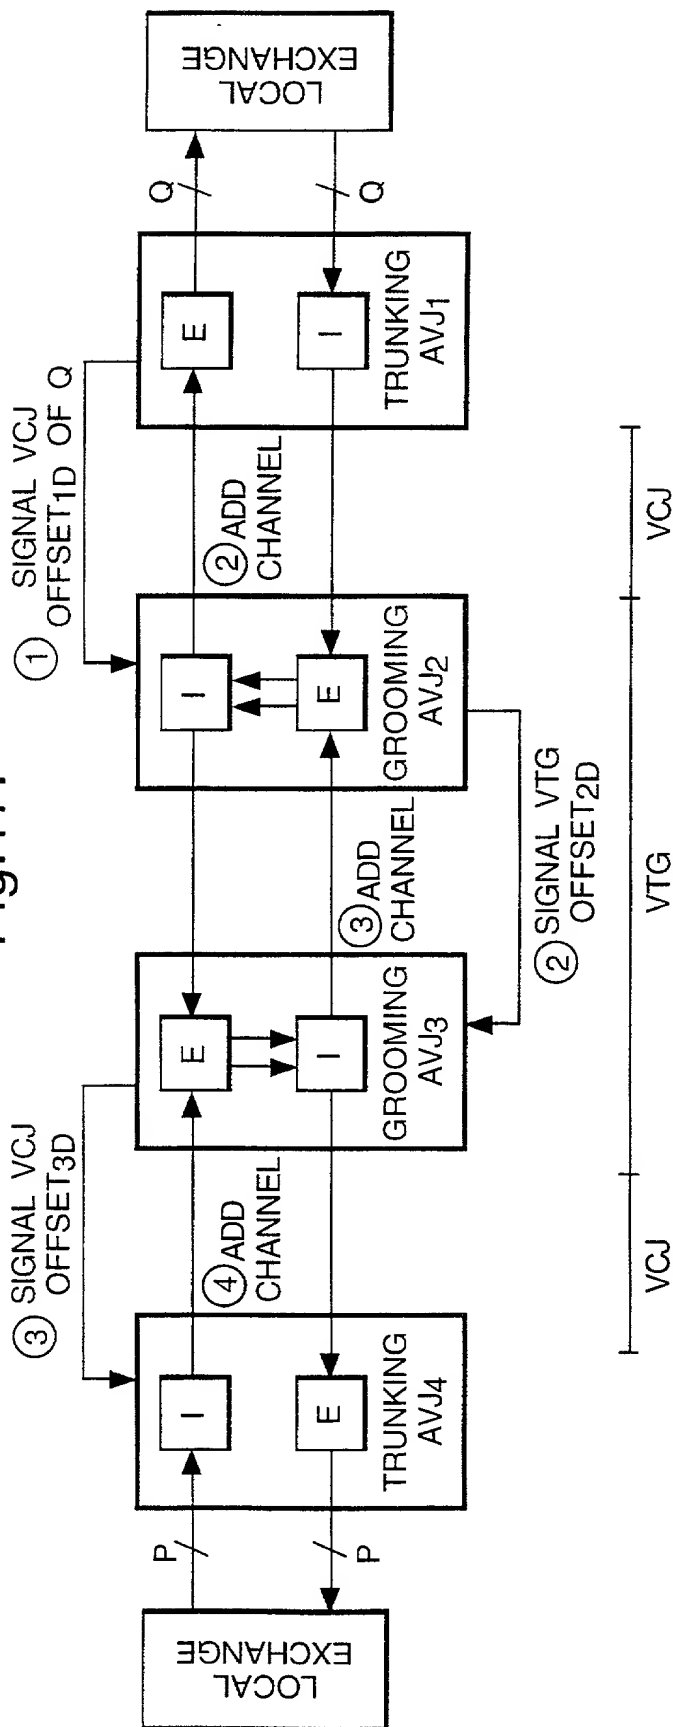 ③ SIGNAL VCJ
OFFSET3D
① SIGNAL VCJ
OFFSET1D OF Q
LOCAL
EXCHANGE
P
P
I
E
TRUNKING
AVJ4
④ ADD
CHANNEL
E
I
GROOMING
AVJ3
③ ADD
CHANNEL
I
E
GROOMING
AVJ2
② ADD
CHANNEL
E
I
TRUNKING
AVJ1
Q
Q
LOCAL
EXCHANGE
② SIGNAL VTG
OFFSET2D
VCJ
VTG
VCJ